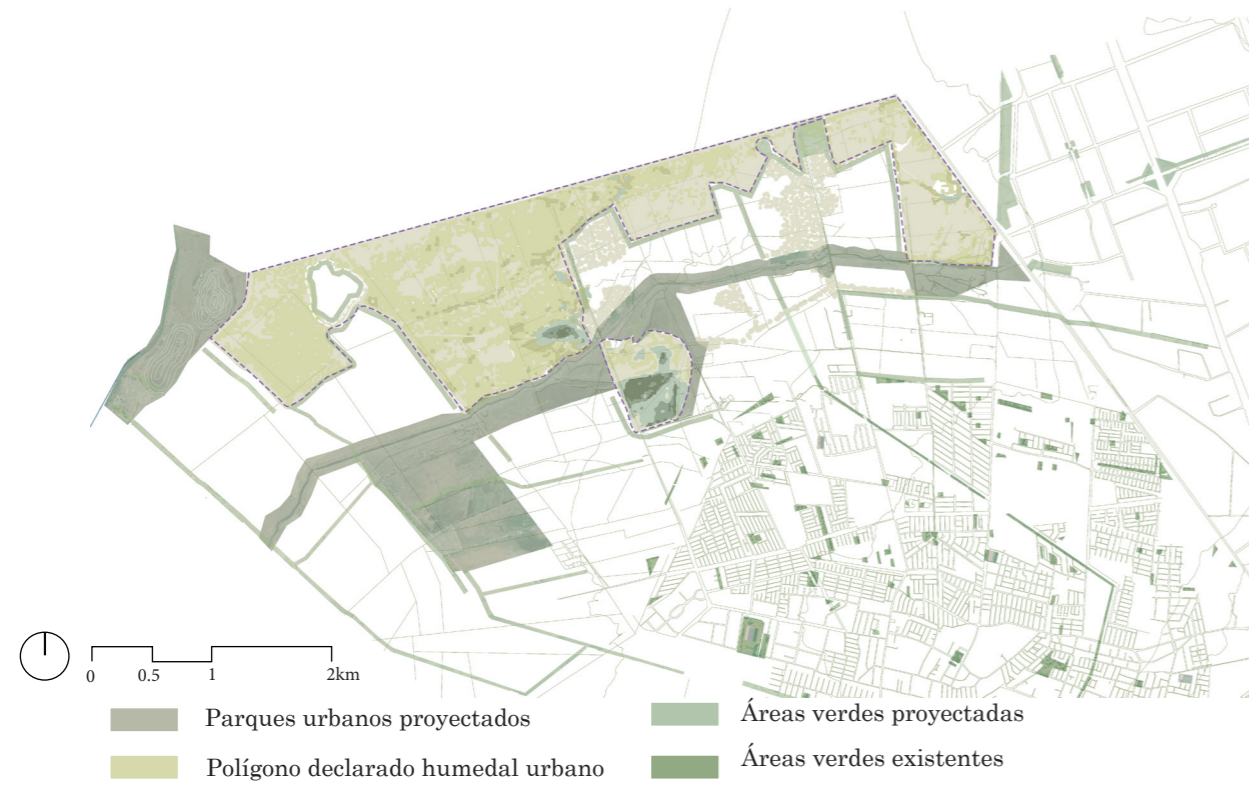 0 0.5 1 2km
Parques urbanos proyectados
Áreas verdes proyectadas
Polígono declarado humedal urbano
Áreas verdes existentes